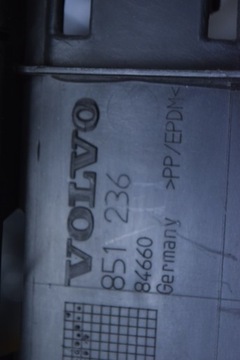 VOLVO
851 236
84660
Germany >PP/EPDM<